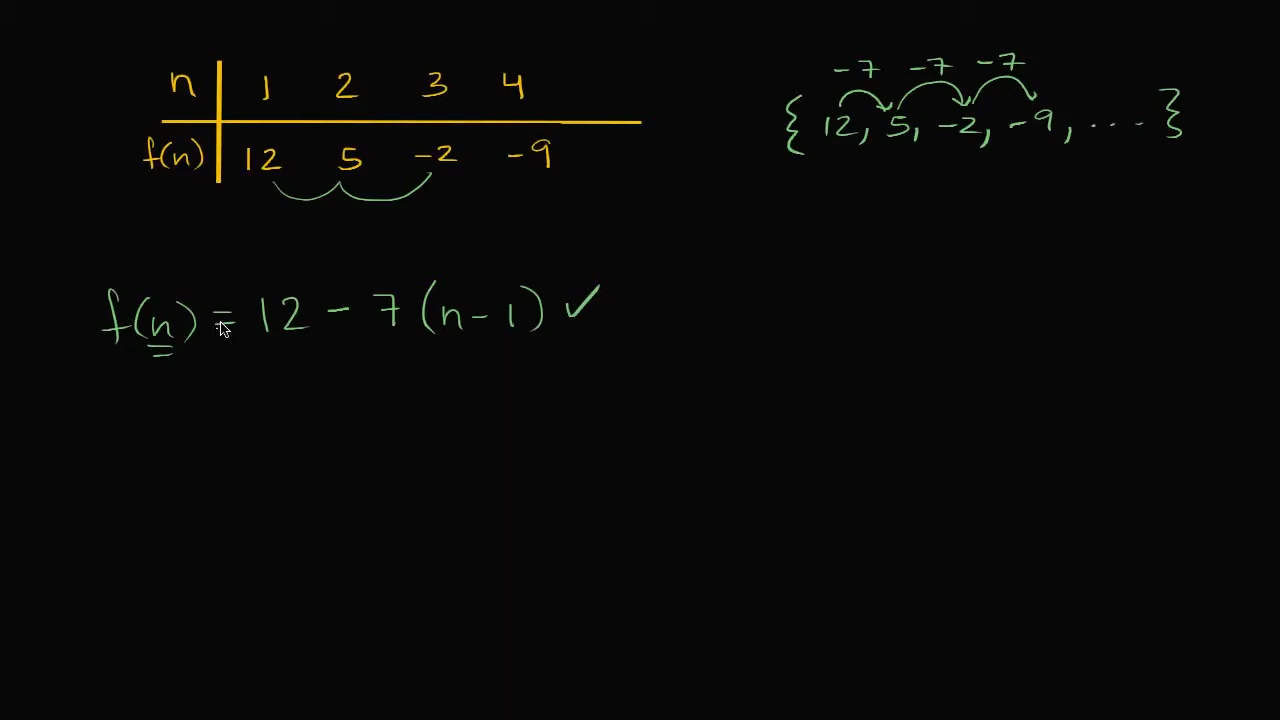 n 1 2 3 4
f(n) 12 5 -2 -9
-7 -7 -7
{ 12, 5, -2, -9, .... }
f(n) = 12 - 7 (n - 1) ✓